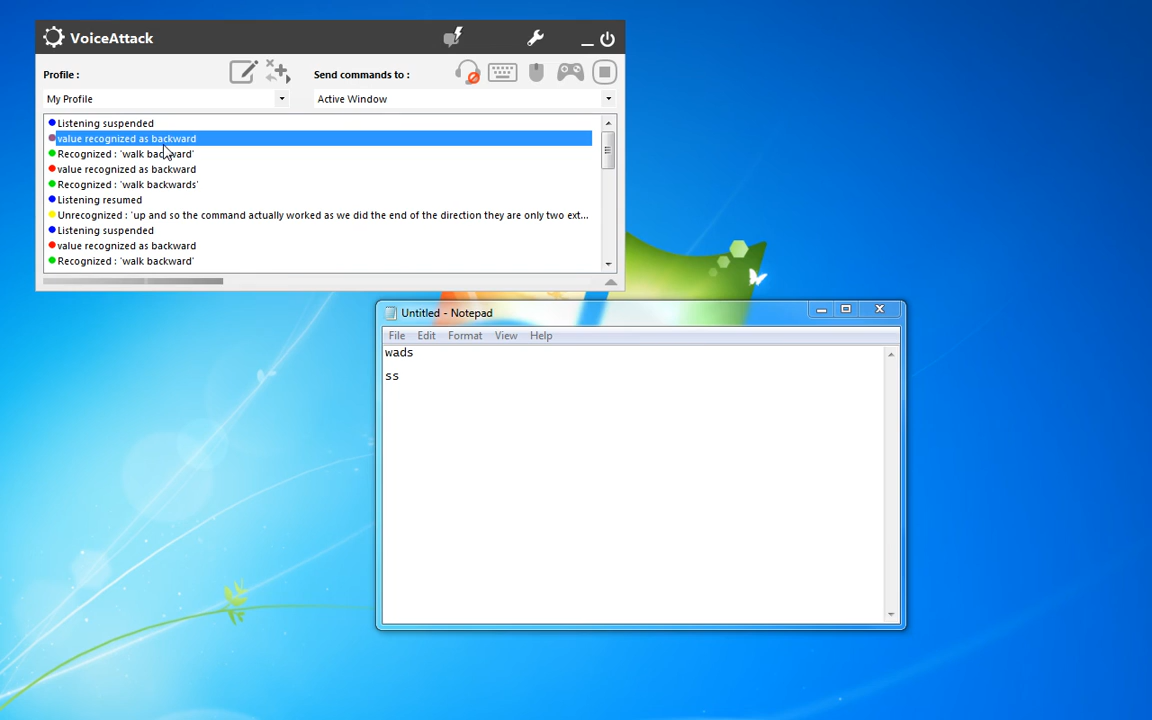 VoiceAttack
Profile :
Send commands to :
My Profile
Active Window
Listening suspended
value recognized as backward
Recognized : 'walk backward'
value recognized as backward
Recognized : 'walk backwards'
Listening resumed
Unrecognized : 'up and so the command actually worked as we did the end of the direction they are only two ext...
Listening suspended
value recognized as backward
Recognized : 'walk backward'
Untitled - Notepad
File Edit Format View Help
wads
ss